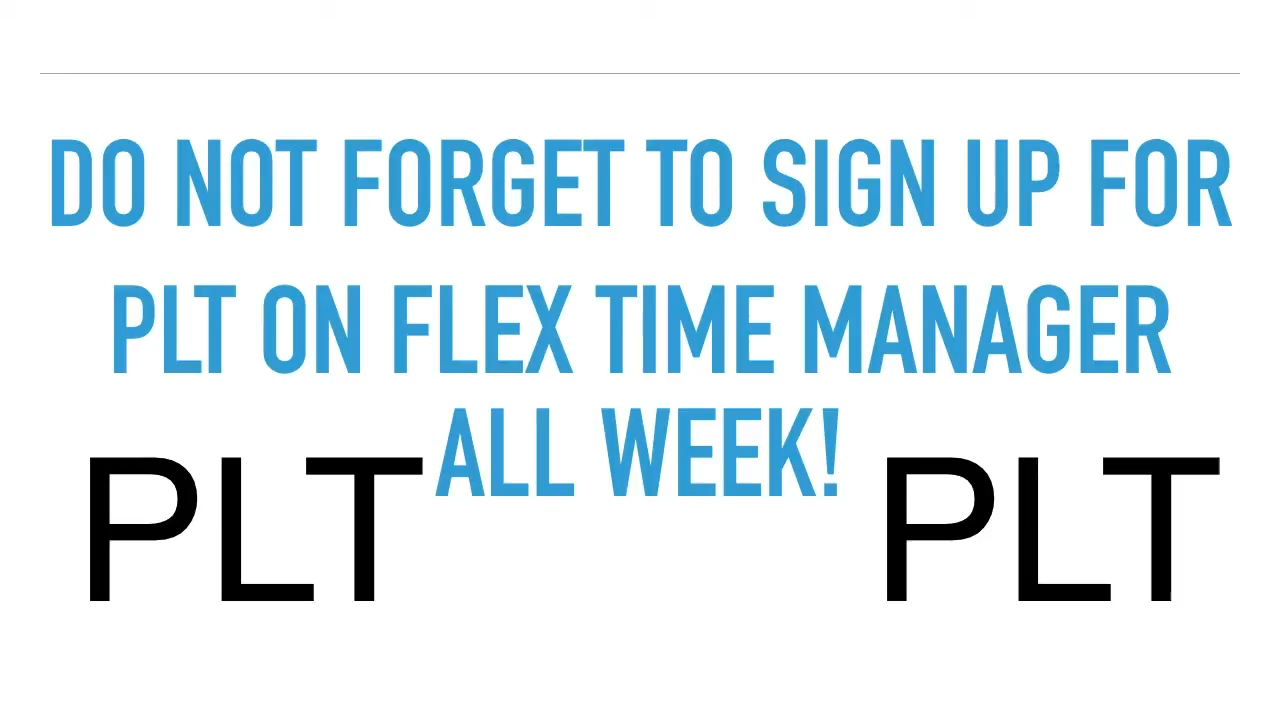 DO NOT FORGET TO SIGN UP FOR
PLT ON FLEX TIME MANAGER
ALL WEEK!
PLT PLT